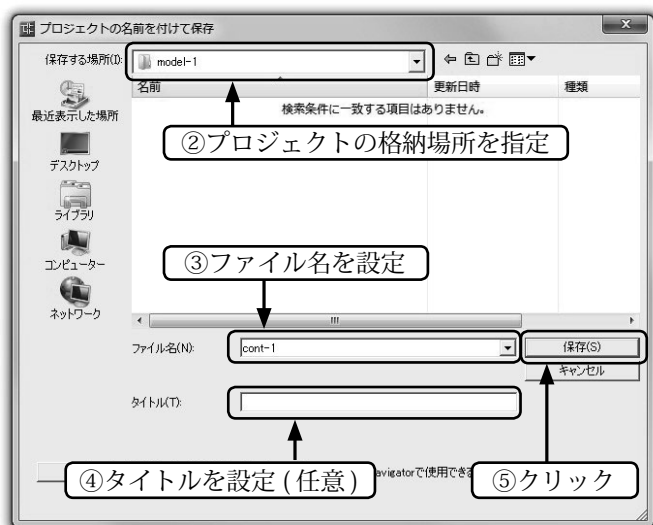 プロジェクトの名前を付けて保存
保存する場所(I):
model-1
名前
更新日時
種類
検索条件に一致する項目はありません。
最近表示した場所
②プロジェクトの格納場所を指定
デスクトップ
ライブラリ
コンピューター
③ファイル名を設定
ネットワーク
ファイル名(N):
cont-1
保存(S)
キャンセル
タイトル(T):
④タイトルを設定(任意)
avigatorで使用でき
⑤クリック